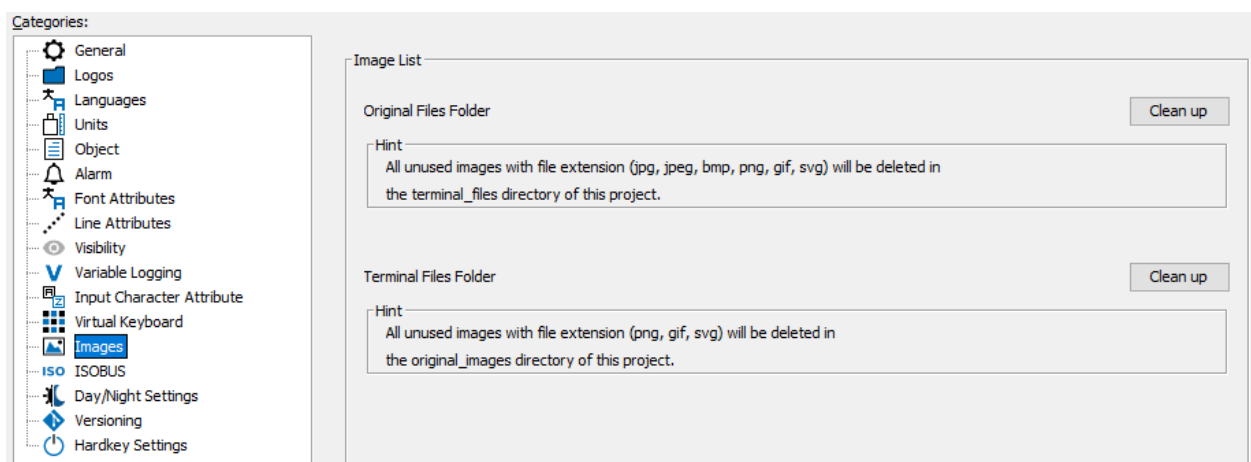 Categories:
General
Logos
Languages
Units
Object
Alarm
Font Attributes
Line Attributes
Visibility
Variable Logging
Input Character Attribute
Virtual Keyboard
Images
ISO ISOBUS
Day/Night Settings
Versioning
Hardkey Settings
Image List
Original Files Folder
Clean up
Hint
All unused images with file extension (jpg, jpeg, bmp, png, gif, svg) will be deleted in
the terminal_files directory of this project.
Terminal Files Folder
Clean up
Hint
All unused images with file extension (png, gif, svg) will be deleted in
the original_images directory of this project.